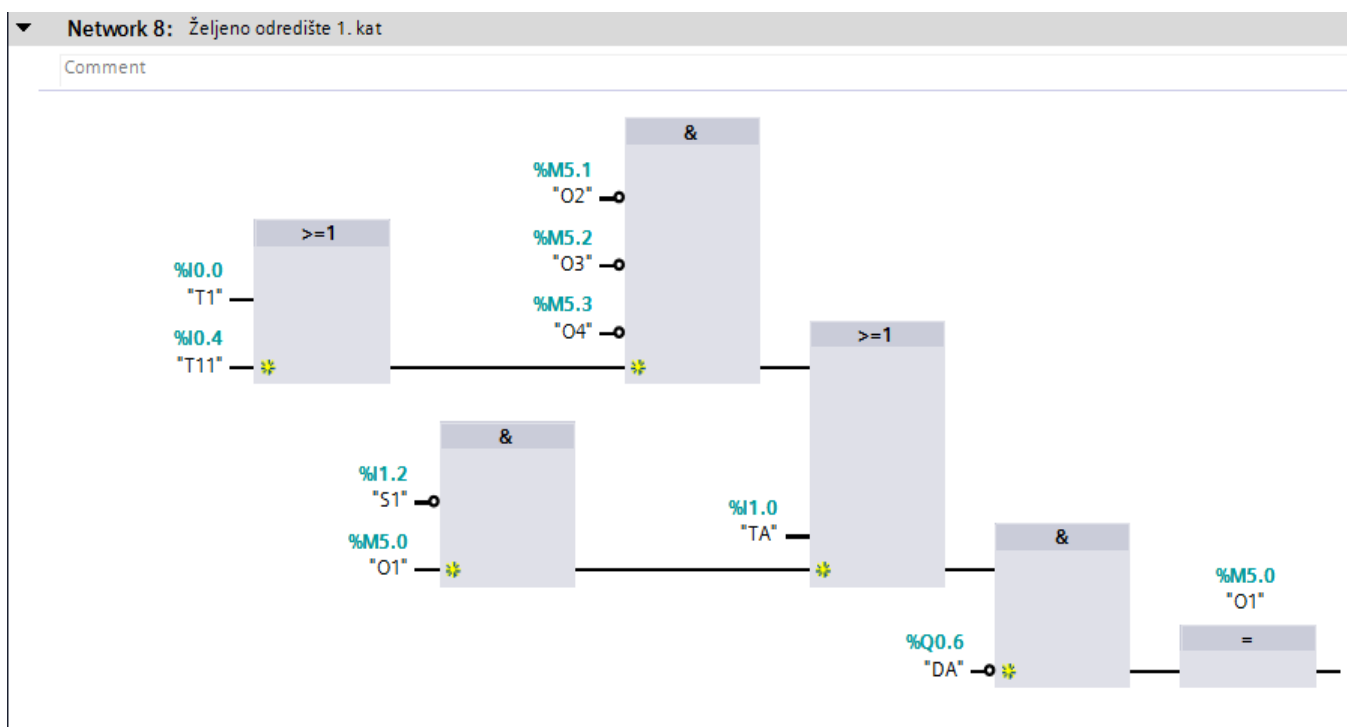 Network 8: Željeno odredište 1. kat
Comment
&
%M5.1
"O2"
%M5.2
"O3"
%M5.3
"O4"
>=1
%I0.0
"T1"
%I0.4
"T11"
>=1
&
%I1.2
"S1"
%M5.0
"O1"
%I1.0
"TA"
&
%Q0.6
"DA"
%M5.0
"O1"
=